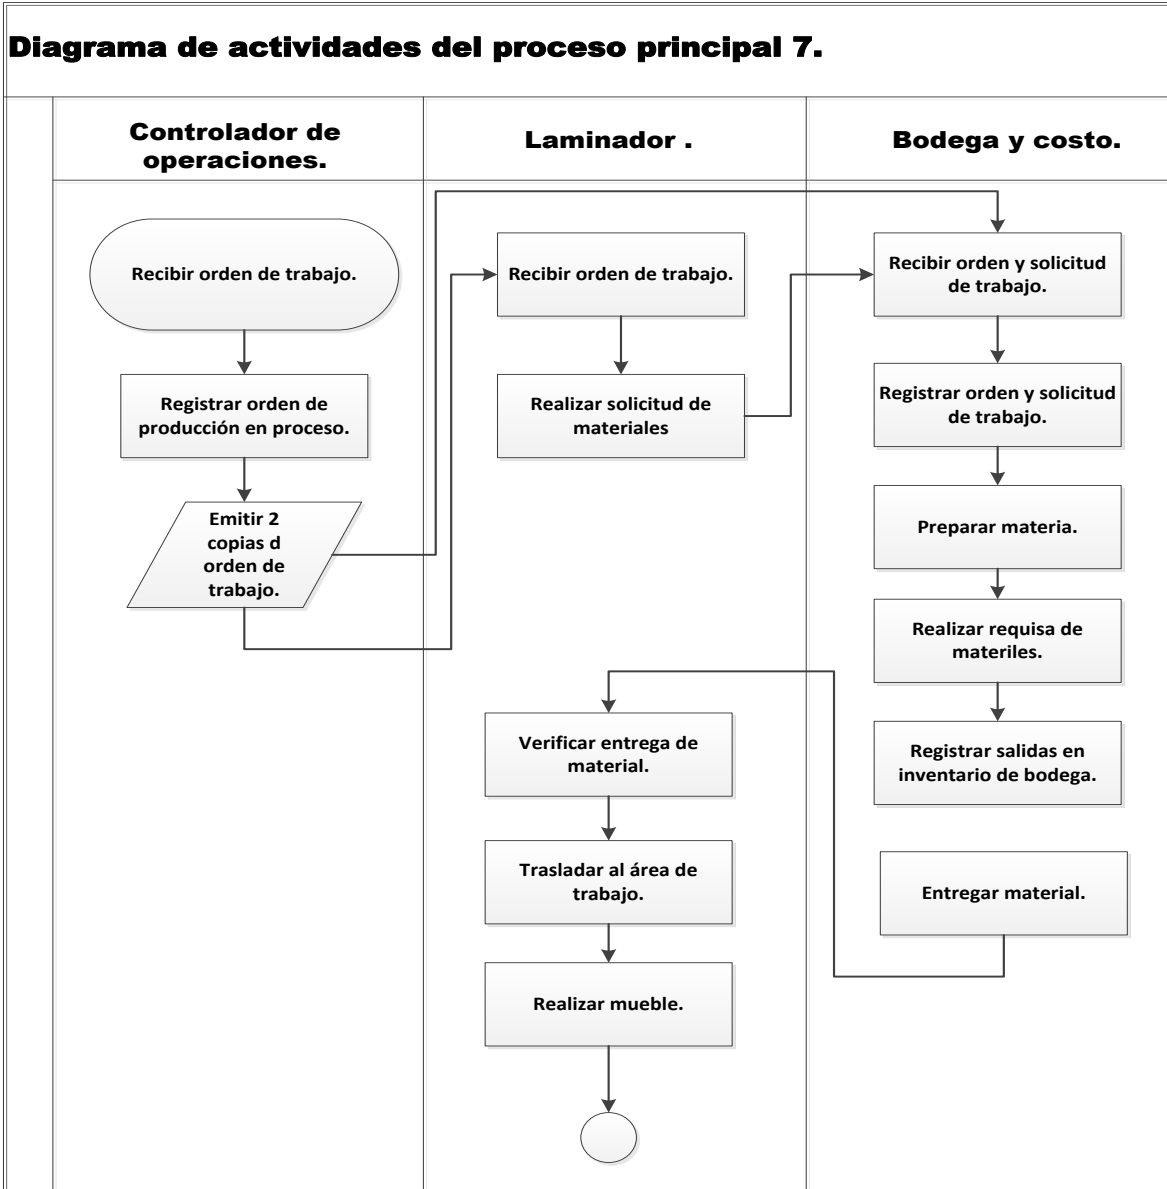 Diagrama de actividades del proceso principal 7.
Controlador de
operaciones.
Laminador .
Bodega y costo.
Recibir orden de trabajo.
Registrar orden de
producción en proceso.
Emitir 2
copias d
orden de
trabajo.
Recibir orden de trabajo.
Realizar solicitud de
materiales
Verificar entrega de
material.
Trasladar al área de
trabajo.
Realizar mueble.
Recibir orden y solicitud
de trabajo.
Registrar orden y solicitud
de trabajo.
Preparar materia.
Realizar requisa de
materiles.
Registrar salidas en
inventario de bodega.
Entregar material.